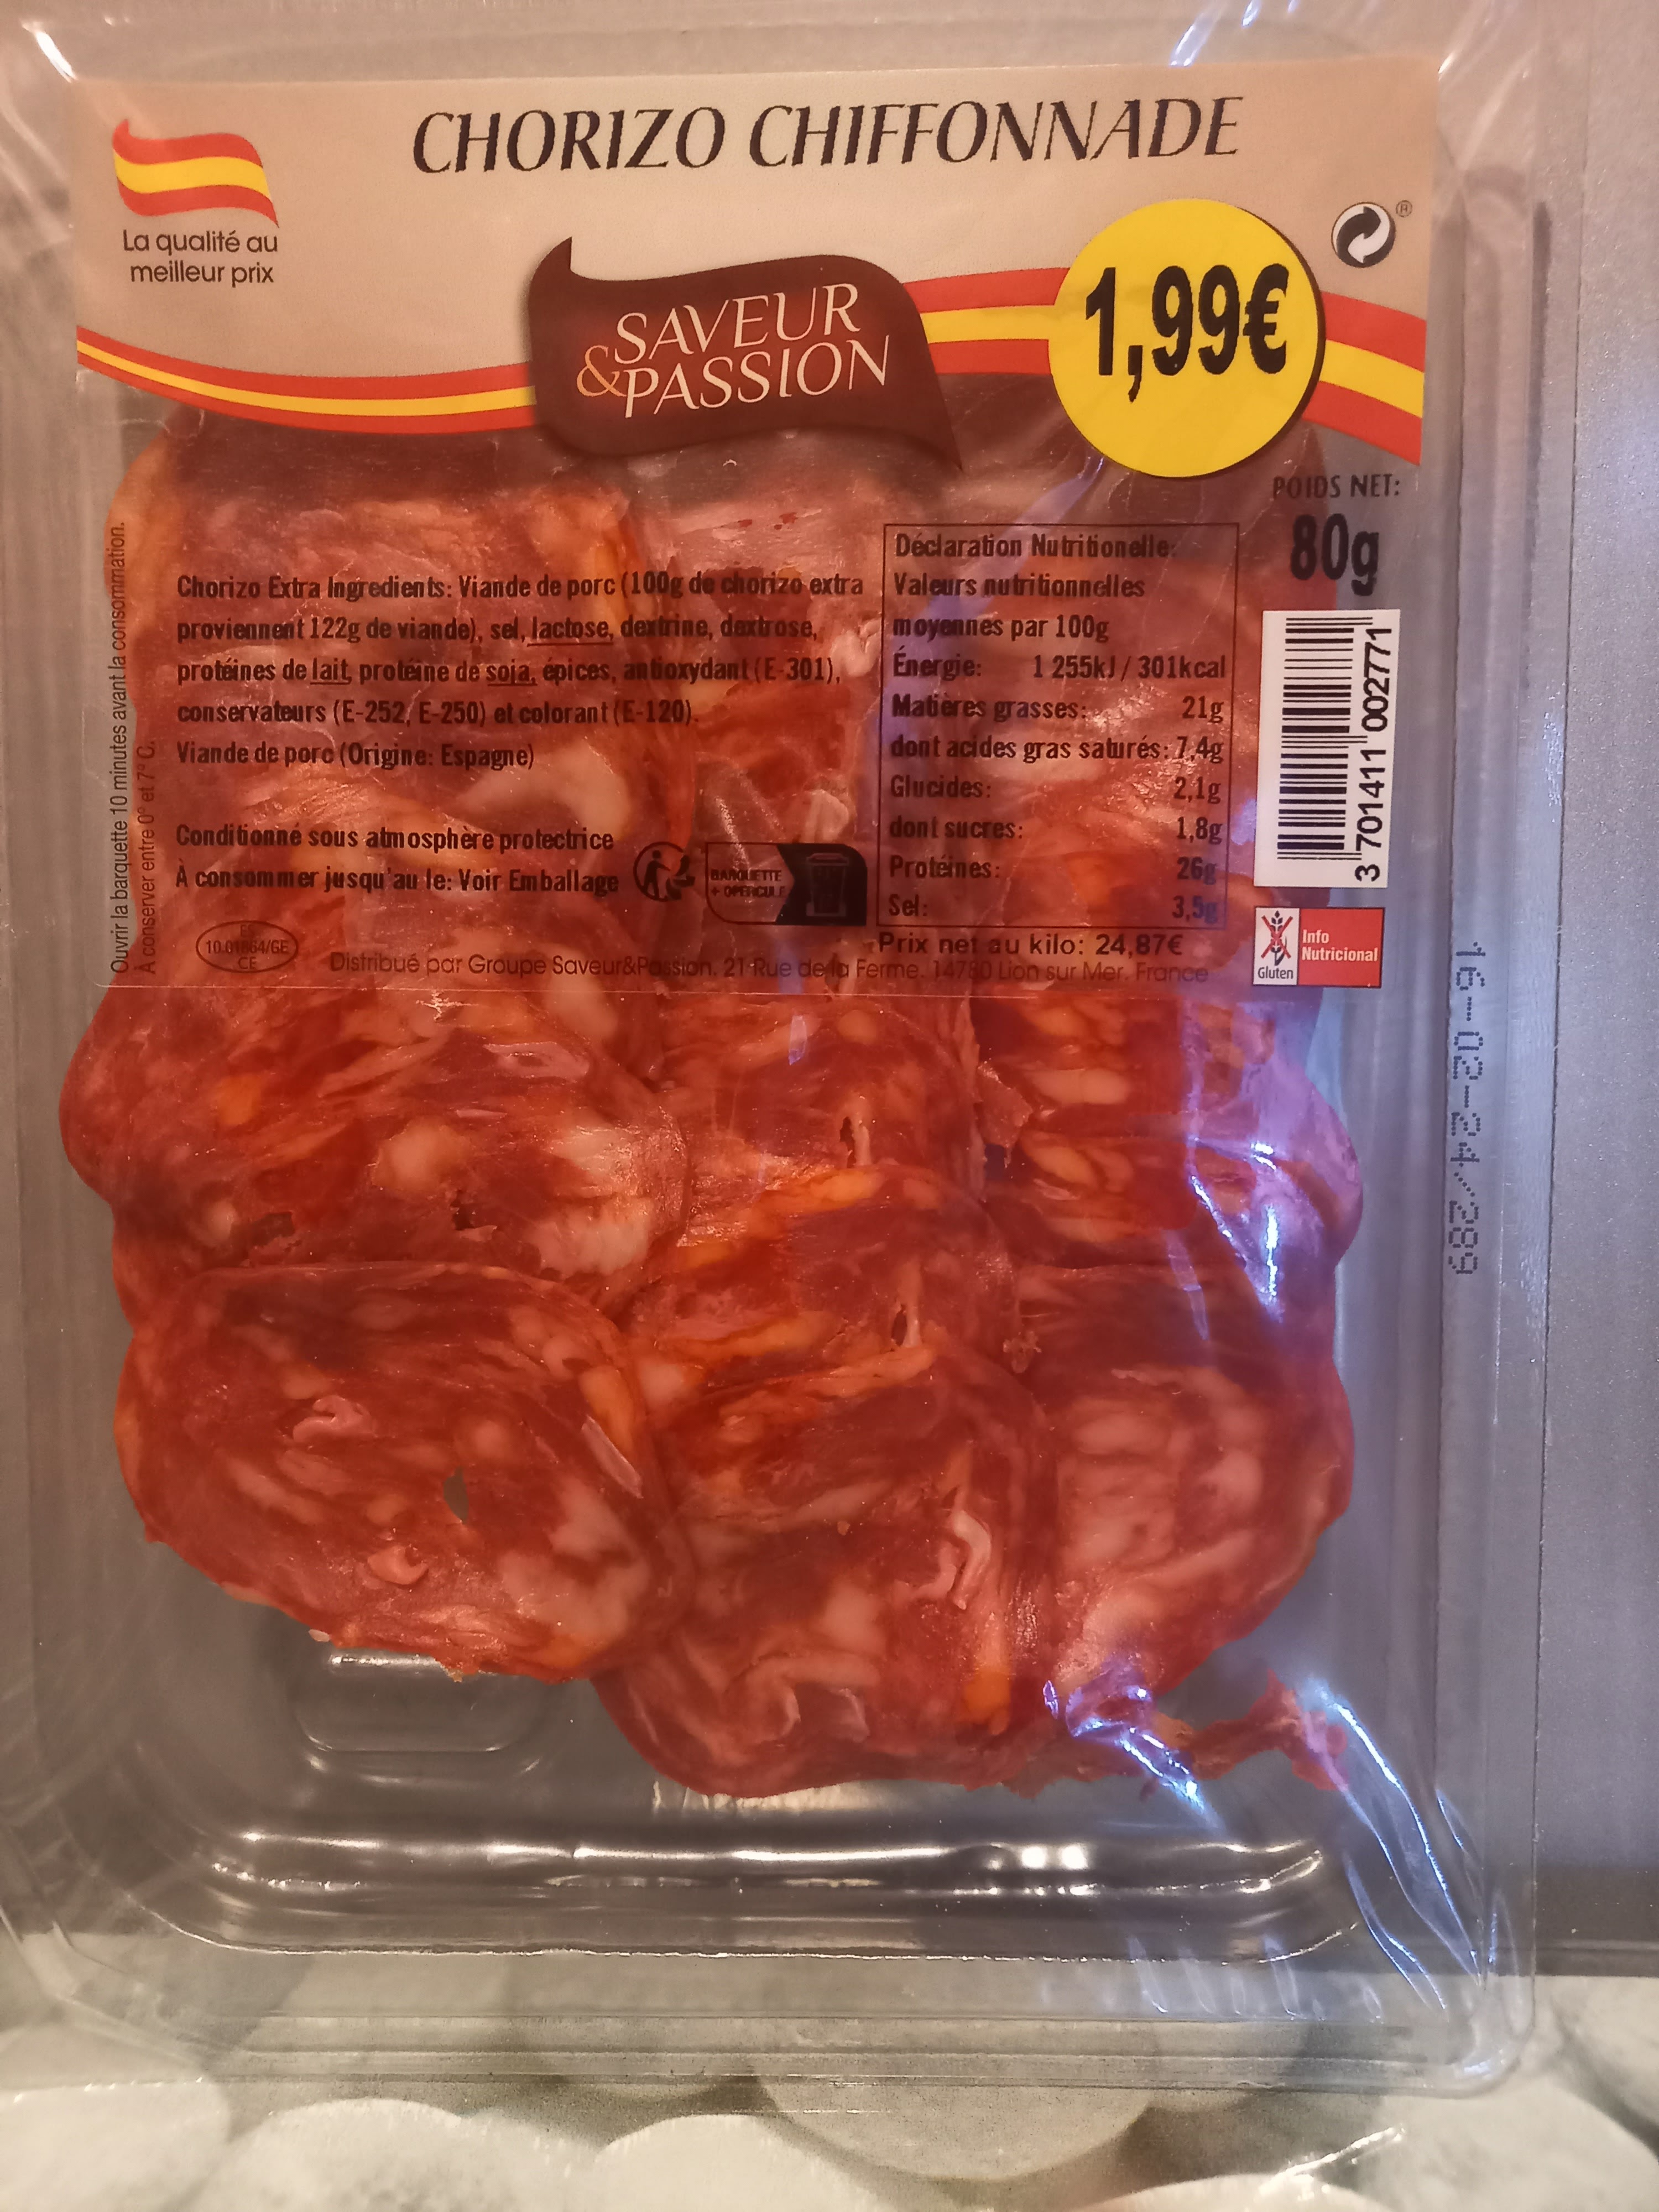 CHORIZO CHIFFONNADE
La qualité au
meilleur prix
SAVEUR
&PASSION
1,99€
®
POIDS NET:
80g
Chorizo Extra Ingredients: Viande de porc (100g de chorizo extra
proviennent 122g de viande), sel, lactose, dextrine, dextrose,
protéines de lait, protéine de soja, épices, antioxydant (E-301),
conservateurs (E-252, E-250) et colorant (E-120).
Viande de porc (Origine: Espagne)
Conditionné sous atmosphère protectrice
À consommer jusqu'au le: Voir Emballage
BARQUETTE
+ OPERCULE
Déclaration Nutritionelle:
Valeurs nutritionnelles
moyennes par 100g
Énergie: 1 255kJ / 301kcal
Matières grasses: 21g
dont acides gras saturés: 7,4g
Glucides: 2,1g
dont sucres: 1,8g
Protéines: 26g
Sel: 3,5g
Prix net au kilo: 24,87€
ES
CE
Distribué par Groupe Saveur&Passion. 21 Rue de la Ferme. 14780 Lion sur Mer. France
Ouvrir la barquette 10 minutes avant la consommation.
À conserver entre 0° et 7° C.
3 701411 002771
Gluten
Info
Nutricional
16-02-24/289